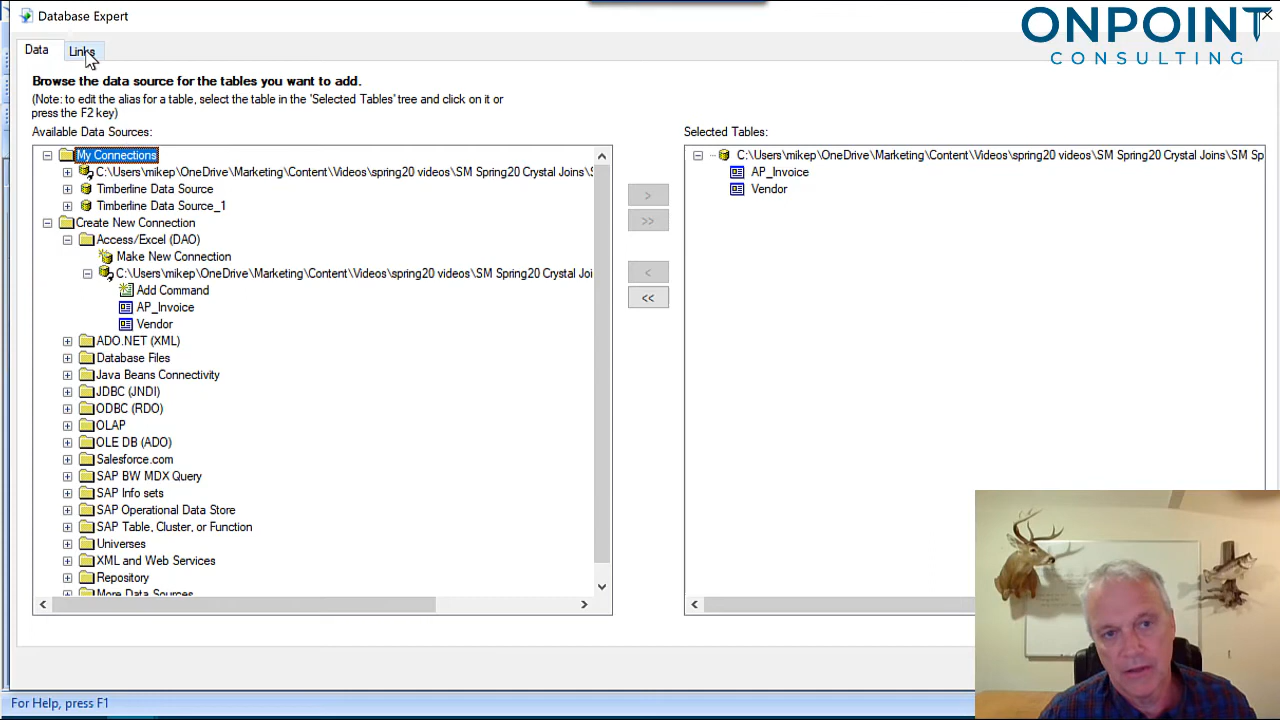 Database Expert
ONPOINT
CONSULTING
Data
Links
Browse the data source for the tables you want to add.
(Note: to edit the alias for a table, select the table in the 'Selected Tables' tree and click on it or
press the F2 key)
Available Data Sources:
Selected Tables:
My Connections
C:\Users\mikep\OneDrive\Marketing\Content\Videos\spring20 videos\SM Spring20 Crystal Joins\S
Timberline Data Source
Timberline Data Source_1
Create New Connection
Access/Excel (DAO)
Make New Connection
C:\Users\mikep\OneDrive\Marketing\Content\Videos\spring20 videos\SM Spring20 Crystal Joi
Add Command
AP_Invoice
Vendor
ADO.NET (XML)
Database Files
Java Beans Connectivity
JDBC (JNDI)
ODBC (RDO)
OLAP
OLE DB (ADO)
Salesforce.com
SAP BW MDX Query
SAP Info sets
SAP Operational Data Store
SAP Table, Cluster, or Function
Universes
XML and Web Services
Repository
More Data Sources
>
>>
<
<<
C:\Users\mikep\OneDrive\Marketing\Content\Videos\spring20 videos\SM Spring20 Crystal Joins\SM Sp
AP_Invoice
Vendor
For Help, press F1